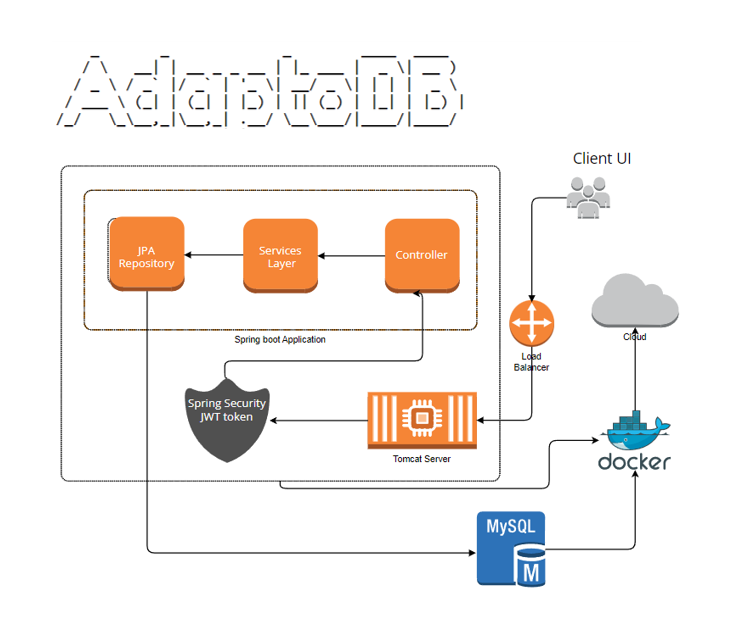 AdaptoDB
Client UI
JPA
Repository
Services
Layer
Controller
Spring boot Application
Load
Balancer
Cloud
Spring Security
JWT token
Tomcat Server
docker
MySQL
M